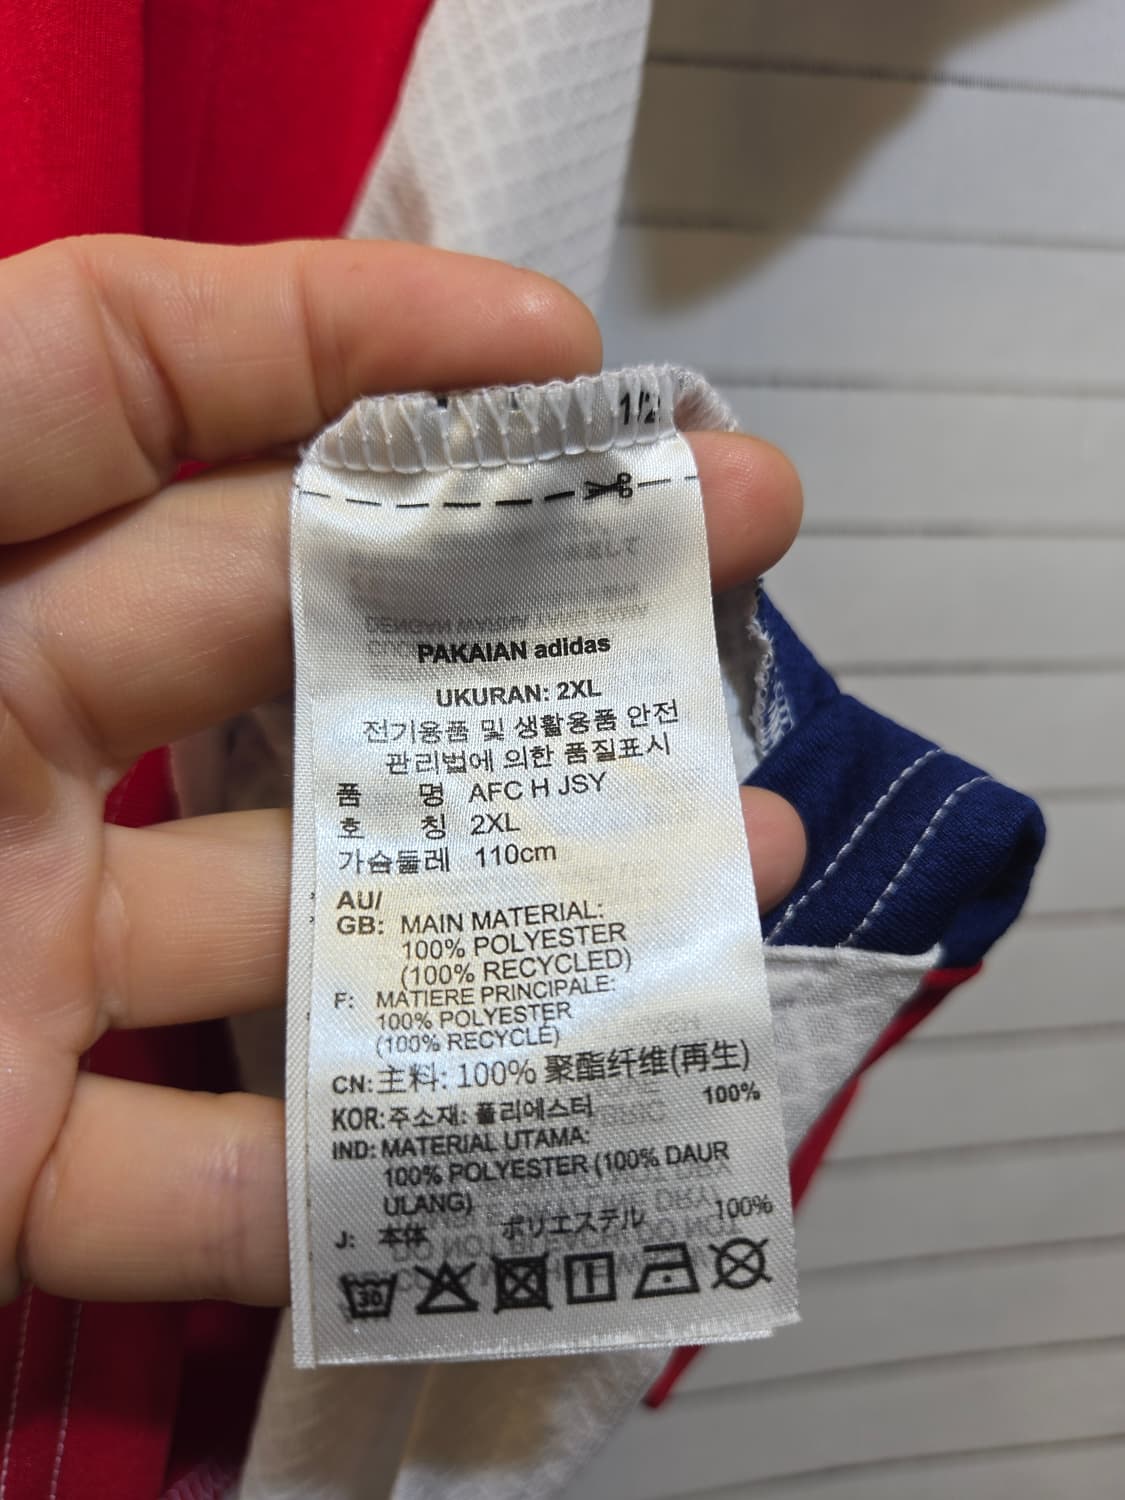 1/2
PAKAIAN adidas
UKURAN: 2XL
전기용품 및 생활용품 안전
관리법에 의한 품질표시
품 명 AFC H JSY
호 칭 2XL
가슴둘레 110cm
AU/
GB: MAIN MATERIAL:
100% POLYESTER
(100% RECYCLED)
F: MATIERE PRINCIPALE:
100% POLYESTER
(100% RECYCLÉ)
CN: 主料: 100% 聚酯纤维(再生)
KOR: 주소재: 폴리에스터 100%
IND: MATERIAL UTAMA:
100% POLYESTER (100% DAUR
ULANG)
J: 本体 ポリエステル 100%
30